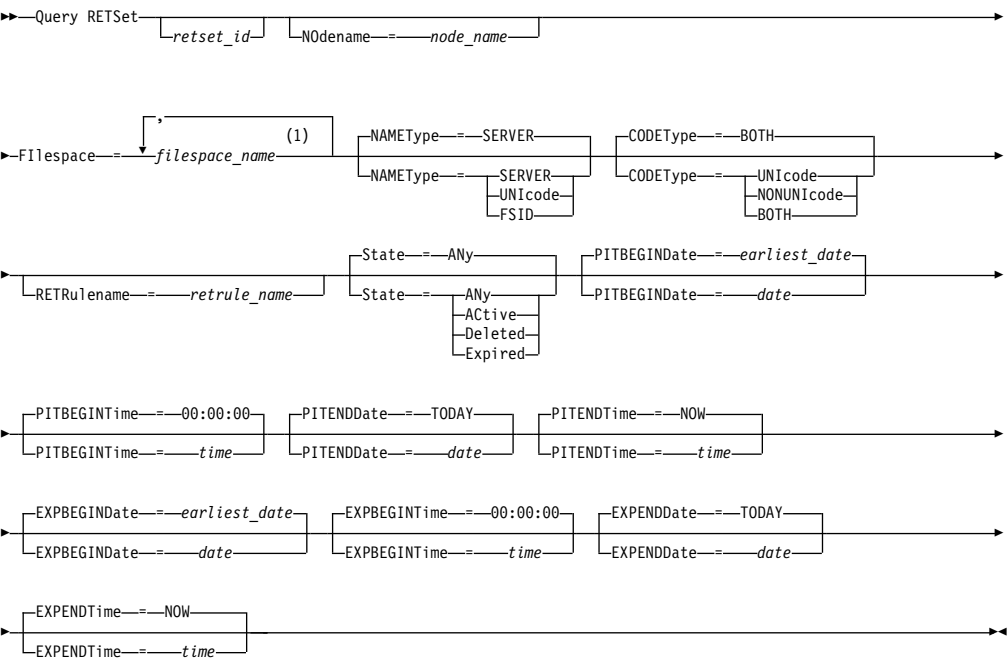 Query RETSet
retset_id
NOdename = node_name
,
(1)
FIlespace = filespace_name
NAMEType = SERVER
NAMEType = SERVER
UNIcode
FSID
CODEType = BOTH
CODEType = UNIcode
NONUNIcode
BOTH
RETRulename = retrule_name
State = ANy
State = ANy
ACtive
Deleted
Expired
PITBEGINDate = earliest_date
PITBEGINDate = date
PITBEGINTime = 00:00:00
PITBEGINTime = time
PITENDDate = TODAY
PITENDDate = date
PITENDTime = NOW
PITENDTime = time
EXPBEGINDate = earliest_date
EXPBEGINDate = date
EXPBEGINTime = 00:00:00
EXPBEGINTime = time
EXPENDDate = TODAY
EXPENDDate = date
EXPENDTime = NOW
EXPENDTime = time